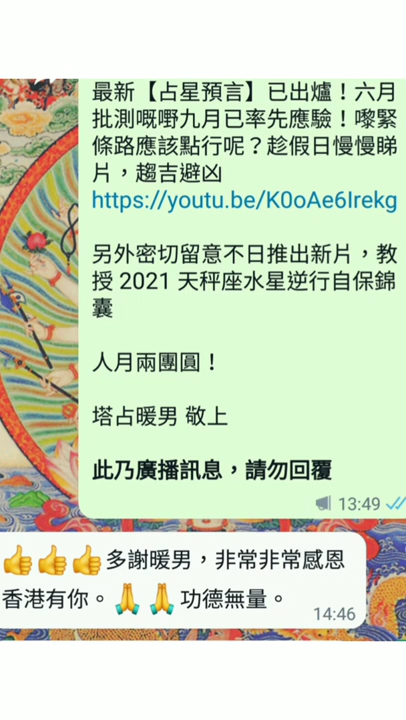 最新【占星預言】已出爐！六月
批測嘅嘢九月已率先應驗！嚟緊
條路應該點行呢？趁假日慢慢睇
片，趨吉避凶
https://youtu.be/K0oAe6Irekg
另外密切留意不日推出新片，教
授 2021 天秤座水星逆行自保錦
囊
人月兩團圓！
塔占暖男 敬上
此乃廣播訊息，請勿回覆
13:49
👍👍👍多謝暖男，非常非常感恩
香港有你。🙏🙏功德無量。
14:46